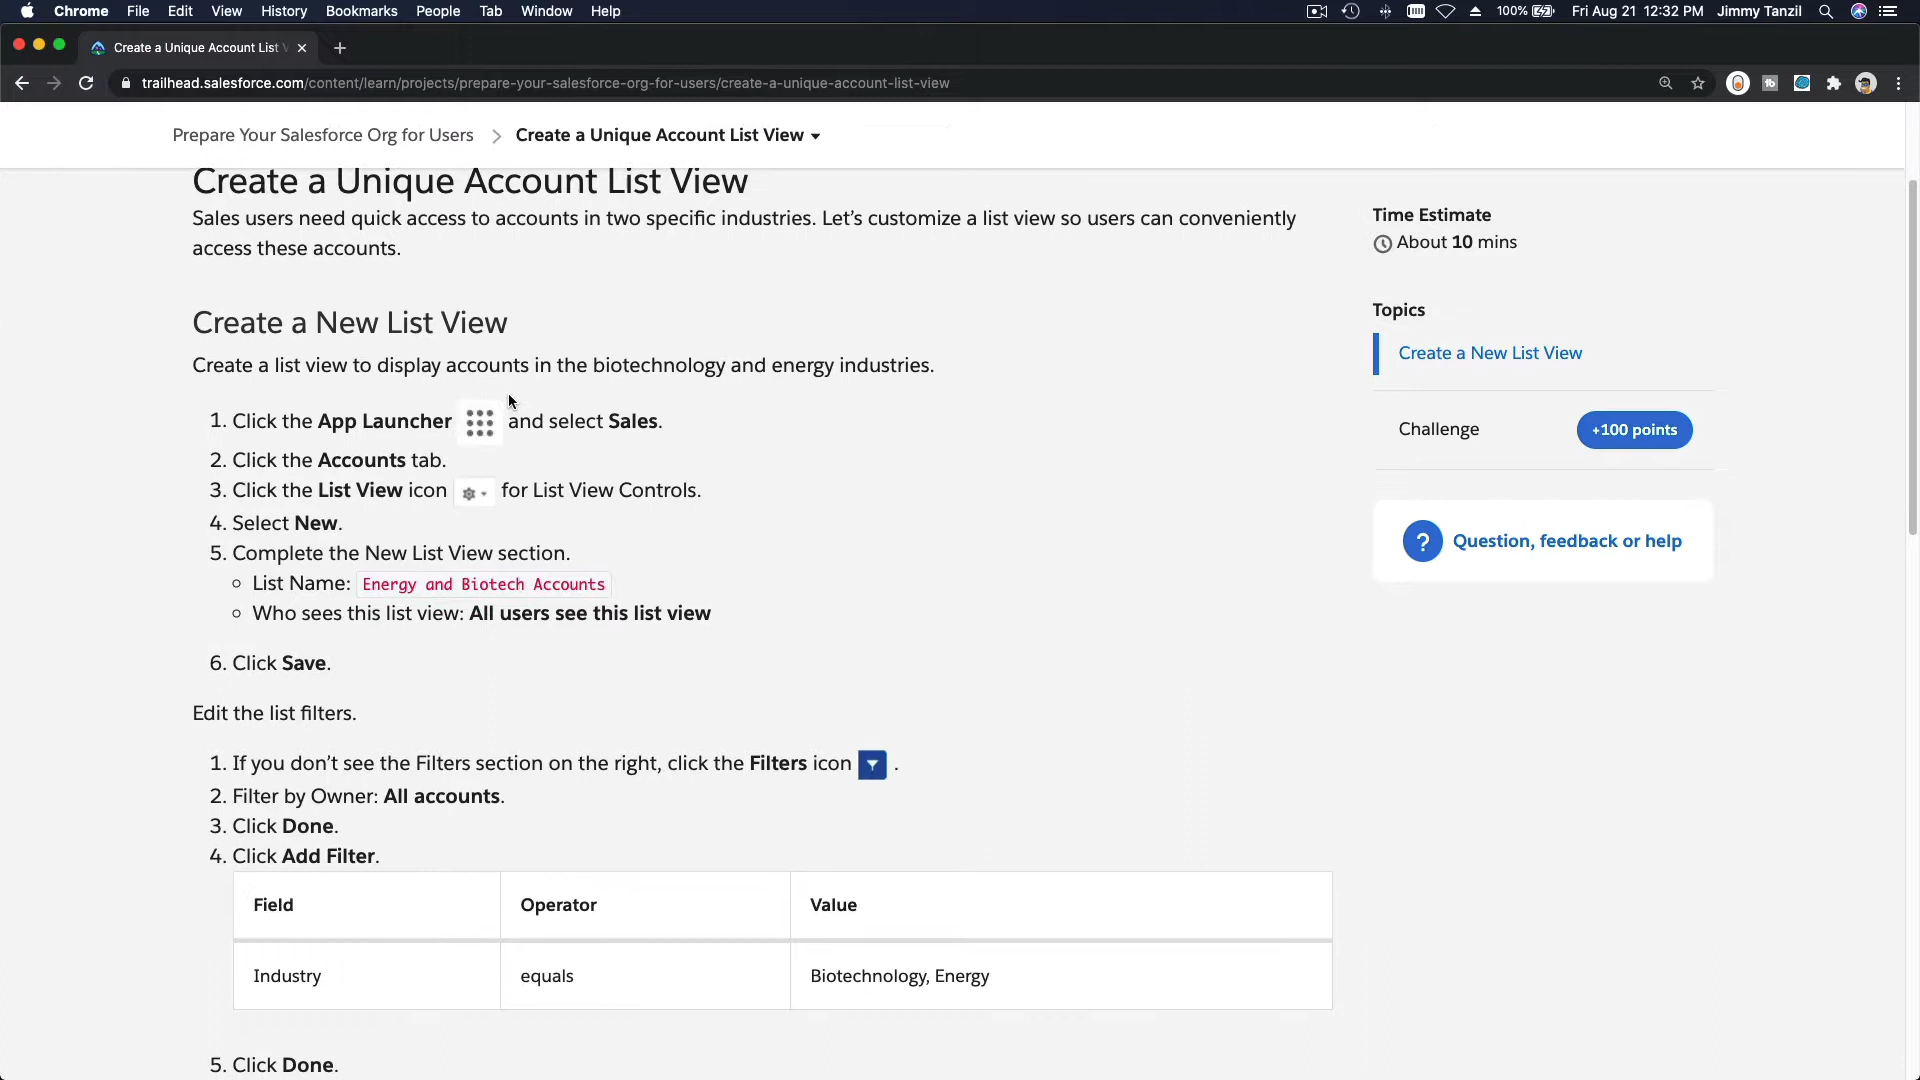 Chrome File Edit View History Bookmarks People Tab Window Help 100% Fri Aug 21 12:32 PM Jimmy Tanzil
Create a Unique Account List V
trailhead.salesforce.com/content/learn/projects/prepare-your-salesforce-org-for-users/create-a-unique-account-list-view
Prepare Your Salesforce Org for Users > Create a Unique Account List View
Create a Unique Account List View
Sales users need quick access to accounts in two specific industries. Let’s customize a list view so users can conveniently
access these accounts.
Time Estimate
About 10 mins
Create a New List View
Create a list view to display accounts in the biotechnology and energy industries.
1. Click the App Launcher and select Sales.
2. Click the Accounts tab.
3. Click the List View icon for List View Controls.
4. Select New.
5. Complete the New List View section.
List Name: Energy and Biotech Accounts
Who sees this list view: All users see this list view
6. Click Save.
Topics
Create a New List View
Challenge +100 points
? Question, feedback or help
Edit the list filters.
1. If you don’t see the Filters section on the right, click the Filters icon .
2. Filter by Owner: All accounts.
3. Click Done.
4. Click Add Filter.
Field Operator Value
Industry equals Biotechnology, Energy
5. Click Done.